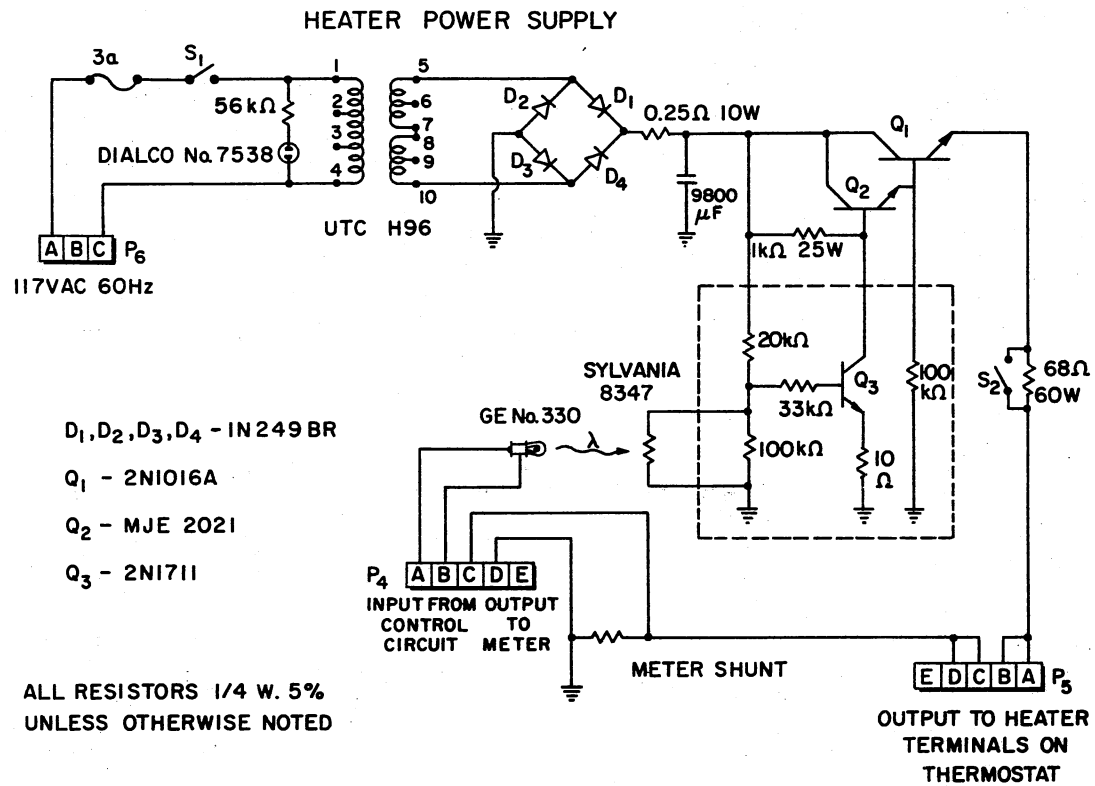 HEATER POWER SUPPLY
3a
S1
1
2
3
4
5
6
7
8
9
10
56kΩ
DIALCO No. 7538
UTC H96
A B C P6
117VAC 60Hz
D2
D1
D3
D4
0.25Ω 10W
9800
μF
Q1
Q2
1kΩ 25W
20kΩ
Q3
33kΩ
100
kΩ
100kΩ
10
Ω
S2
68Ω
60W
SYLVANIA
8347
GE No. 330
λ
D1, D2, D3, D4 - IN249BR
Q1 - 2N1016A
Q2 - MJE 2021
Q3 - 2N1711
P4 A B C D E
INPUT FROM
CONTROL
CIRCUIT
OUTPUT
TO
METER
METER SHUNT
E D C B A P5
OUTPUT TO HEATER
TERMINALS ON
THERMOSTAT
ALL RESISTORS 1/4 W. 5%
UNLESS OTHERWISE NOTED